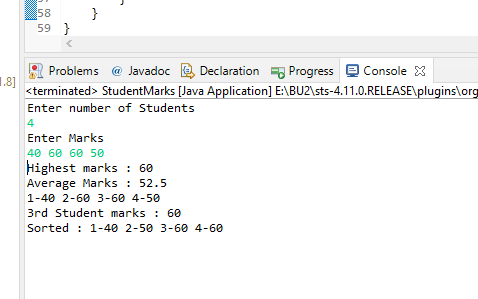 58 }
59 }
1.8]
Problems @ Javadoc Declaration Progress Console
<terminated> StudentMarks [Java Application] E:\BU2\sts-4.11.0.RELEASE\plugins\org
Enter number of Students
4
Enter Marks
40 60 60 50
Highest marks : 60
Average Marks : 52.5
1-40 2-60 3-60 4-50
3rd Student marks : 60
Sorted : 1-40 2-50 3-60 4-60